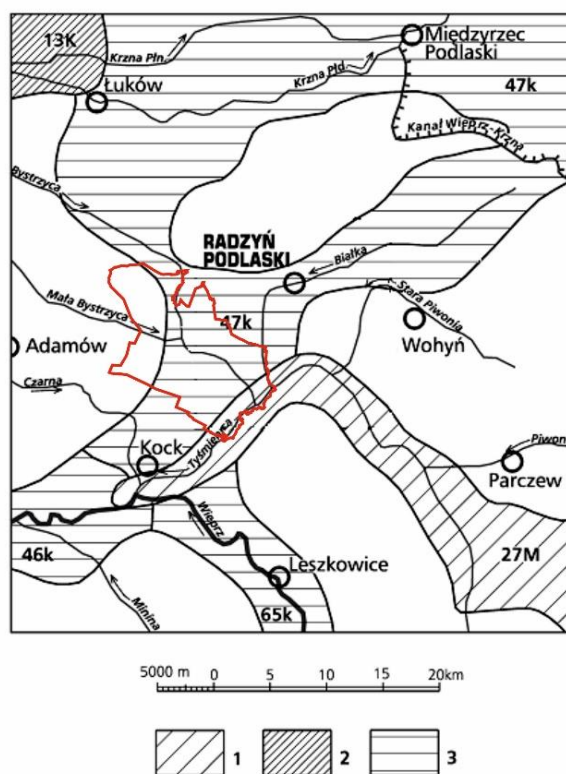 13K
Krzna Płn
Międzyrzec
Podlaski
Krzna Płd
Łuków
47k
Kanał Wieprz-Krzna
Bystrzyca
RADZYŃ
PODLASKI
Białka
Mała Bystrzyca
47k
Stara Piwonia
Adamów
Wohyń
Czarna
Kock
Tyśmienica
Piwonia
Parczew
Wieprz
46k
Leszkowice
27M
Minina
65k
5000 m 0 5 10 15 20km
1 2 3